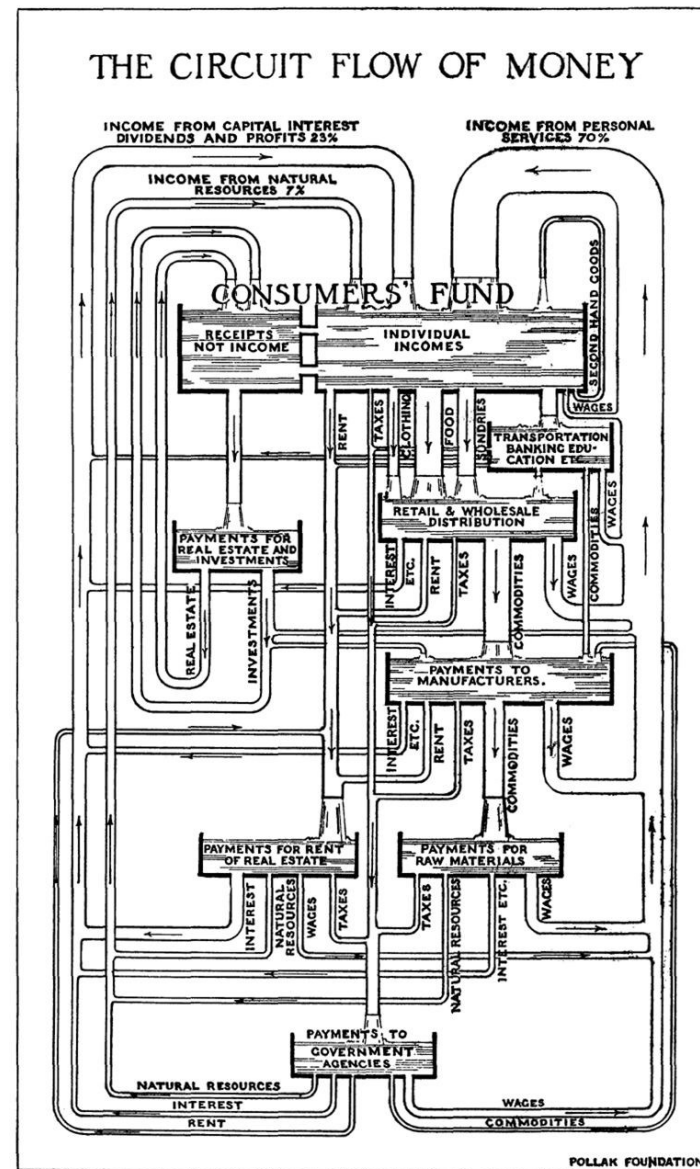 THE CIRCUIT FLOW OF MONEY
INCOME FROM CAPITAL INTEREST
DIVIDENDS AND PROFITS 23%
INCOME FROM PERSONAL
SERVICES 70%
INCOME FROM NATURAL
RESOURCES 7%
CONSUMERS' FUND
RECEIPTS
NOT INCOME
INDIVIDUAL
INCOMES
SECOND HAND GOODS
RENT
TAXES
CLOTHING
FOOD
SUNDRIES
WAGES
TRANSPORTATION
BANKING EDU-
CATION ETC.
WAGES
COMMODITIES
RETAIL & WHOLESALE
DISTRIBUTION
PAYMENTS FOR
REAL ESTATE AND
INVESTMENTS
REAL ESTATE
INVESTMENTS
INTEREST
ETC.
RENT
TAXES
COMMODITIES
WAGES
PAYMENTS TO
MANUFACTURERS.
INTEREST
ETC.
RENT
TAXES
COMMODITIES
WAGES
PAYMENTS FOR RENT
OF REAL ESTATE
PAYMENTS FOR
RAW MATERIALS
INTEREST
NATURAL
RESOURCES
WAGES
TAXES
TAXES
NATURAL RESOURCES
INTEREST ETC.
WAGES
PAYMENTS TO
GOVERNMENT
AGENCIES
NATURAL RESOURCES
INTEREST
RENT
WAGES
COMMODITIES
POLLAK FOUNDATION